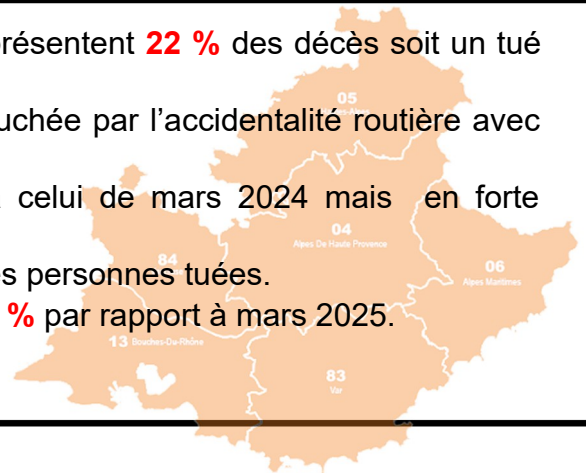 présentent 22 % des décès soit un tué
05
uchée par l'accidentalité routière avec
celui de mars 2024 mais en forte
04
Alpes De Haute Provence
84
06
Alpes Maritimes
es personnes tuées.
% par rapport à mars 2025.
13 Bouches-Du-Rhône
83
Var